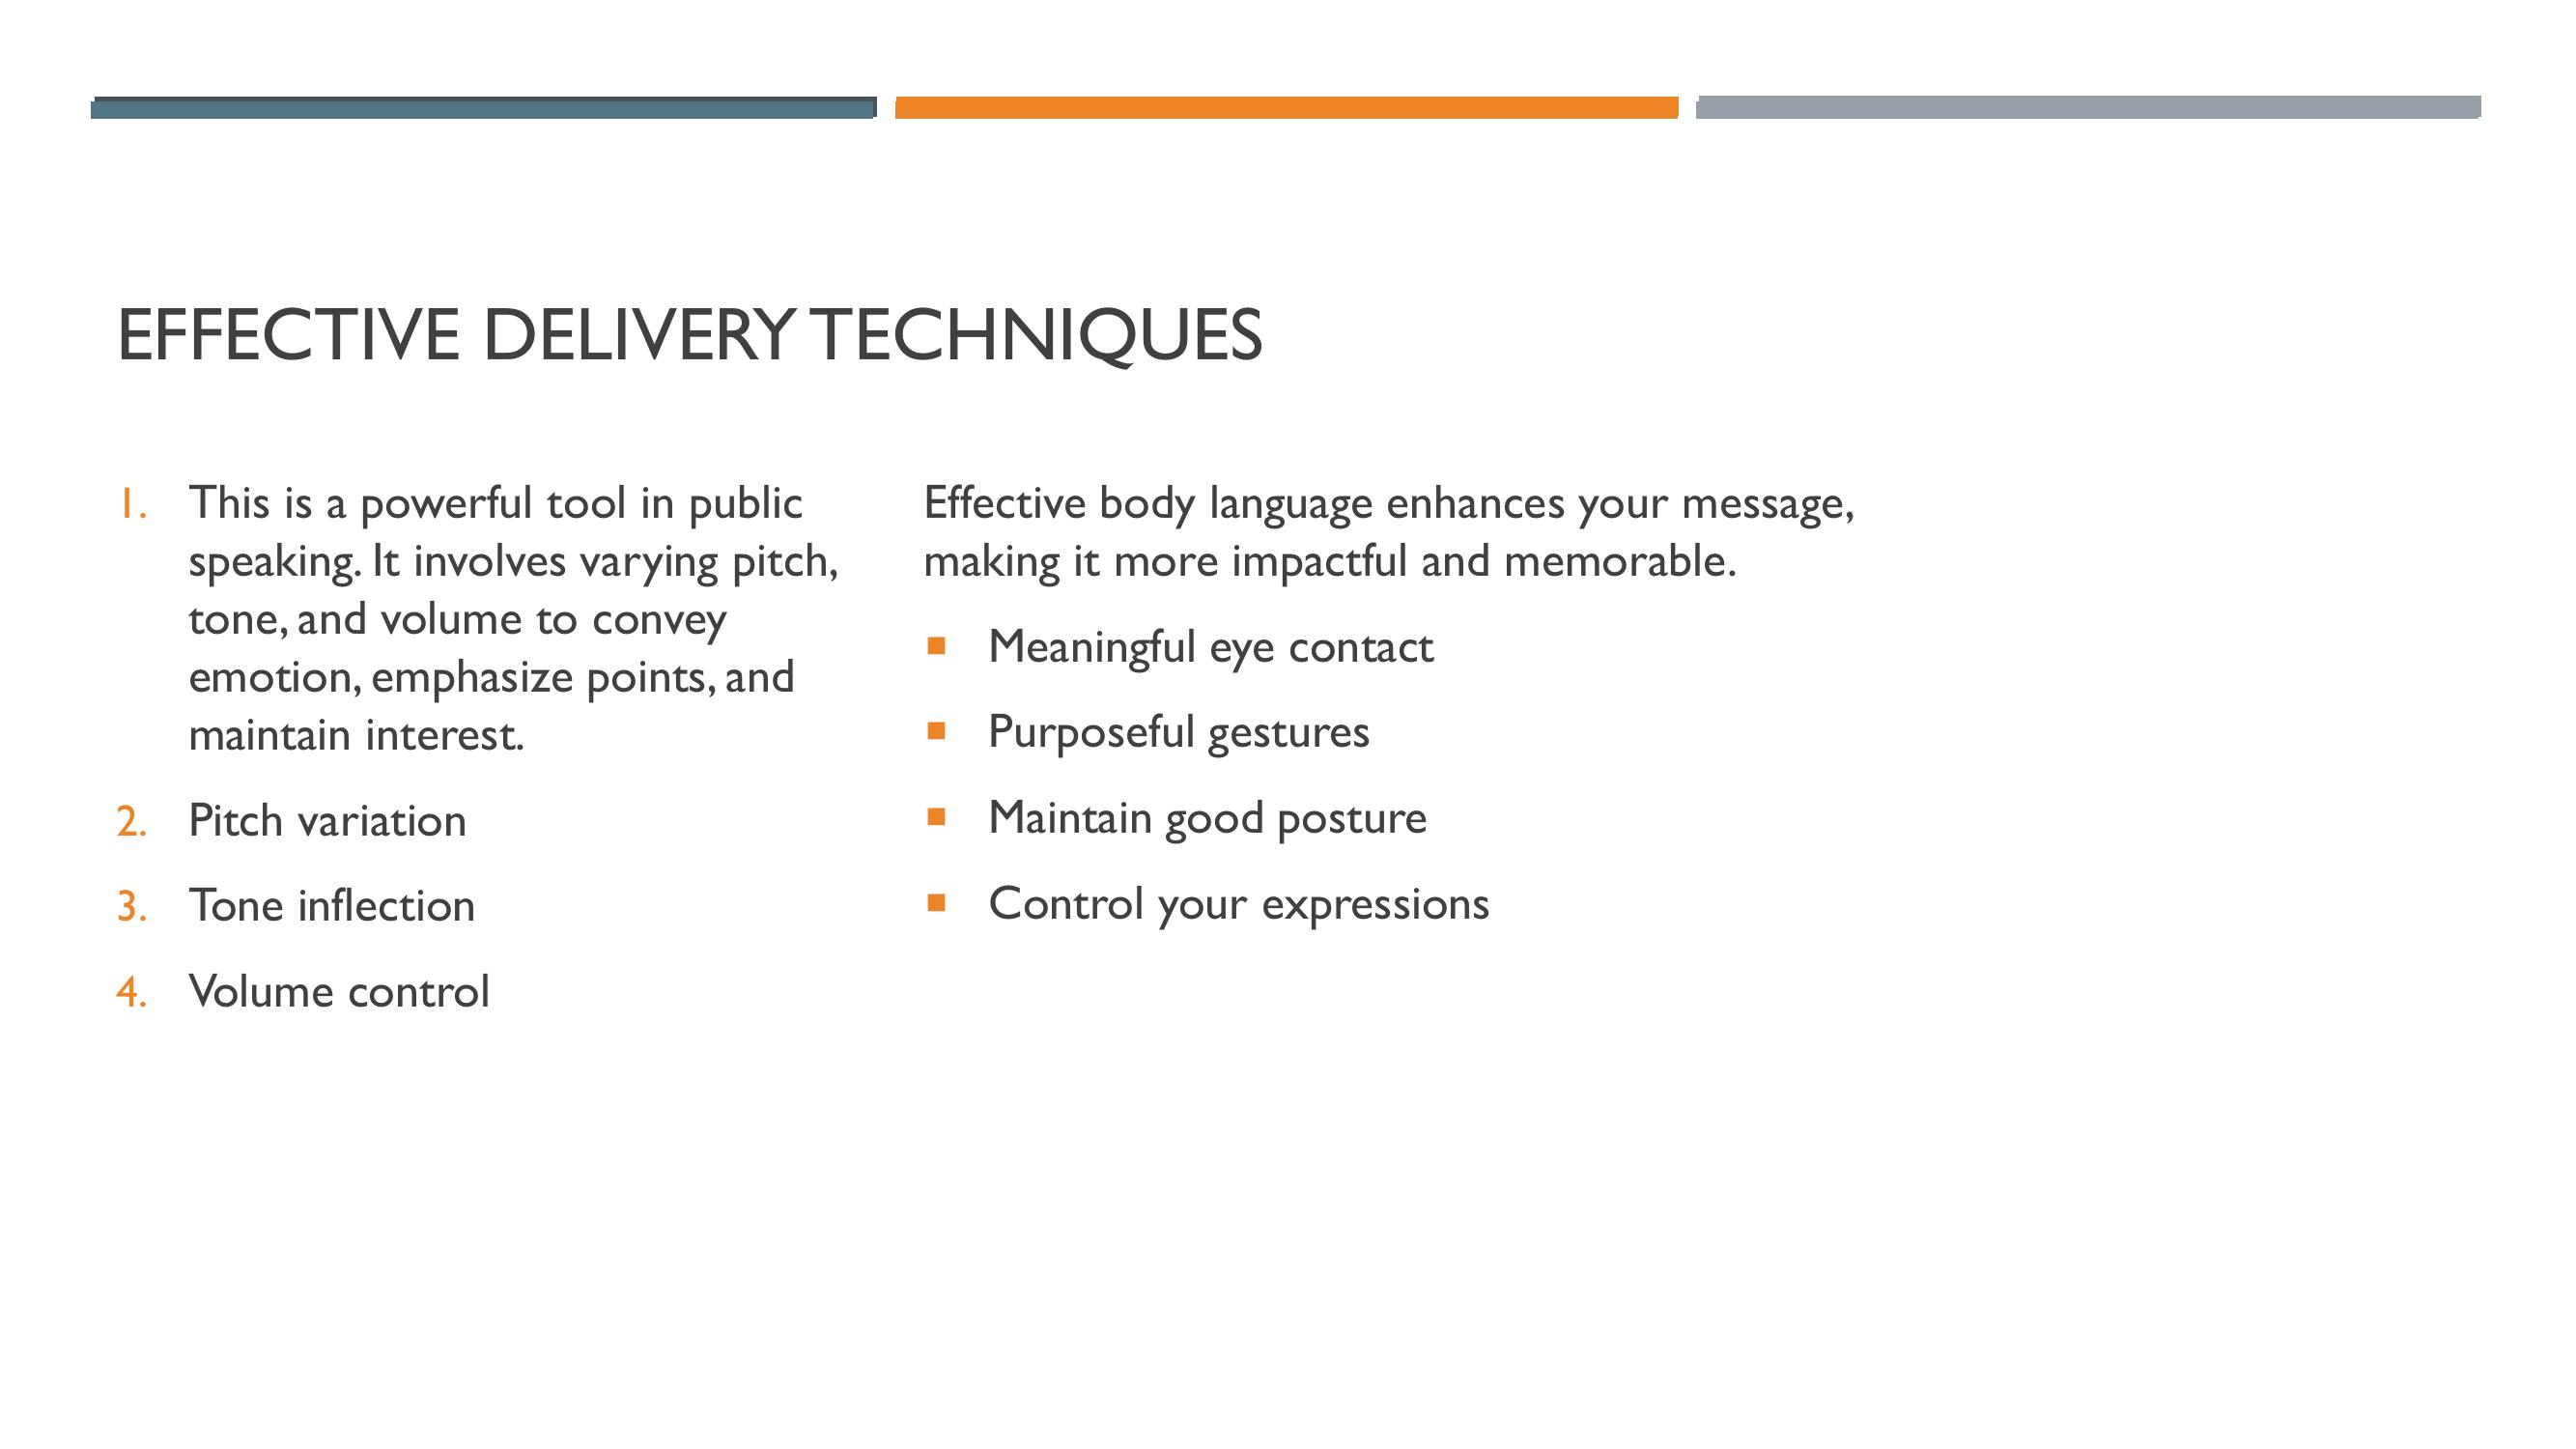 EFFECTIVE DELIVERY TECHNIQUES
1. This is a powerful tool in public
speaking. It involves varying pitch,
tone, and volume to convey
emotion, emphasize points, and
maintain interest.
2. Pitch variation
3. Tone inflection
4. Volume control
Effective body language enhances your message,
making it more impactful and memorable.
▪ Meaningful eye contact
▪ Purposeful gestures
▪ Maintain good posture
▪ Control your expressions